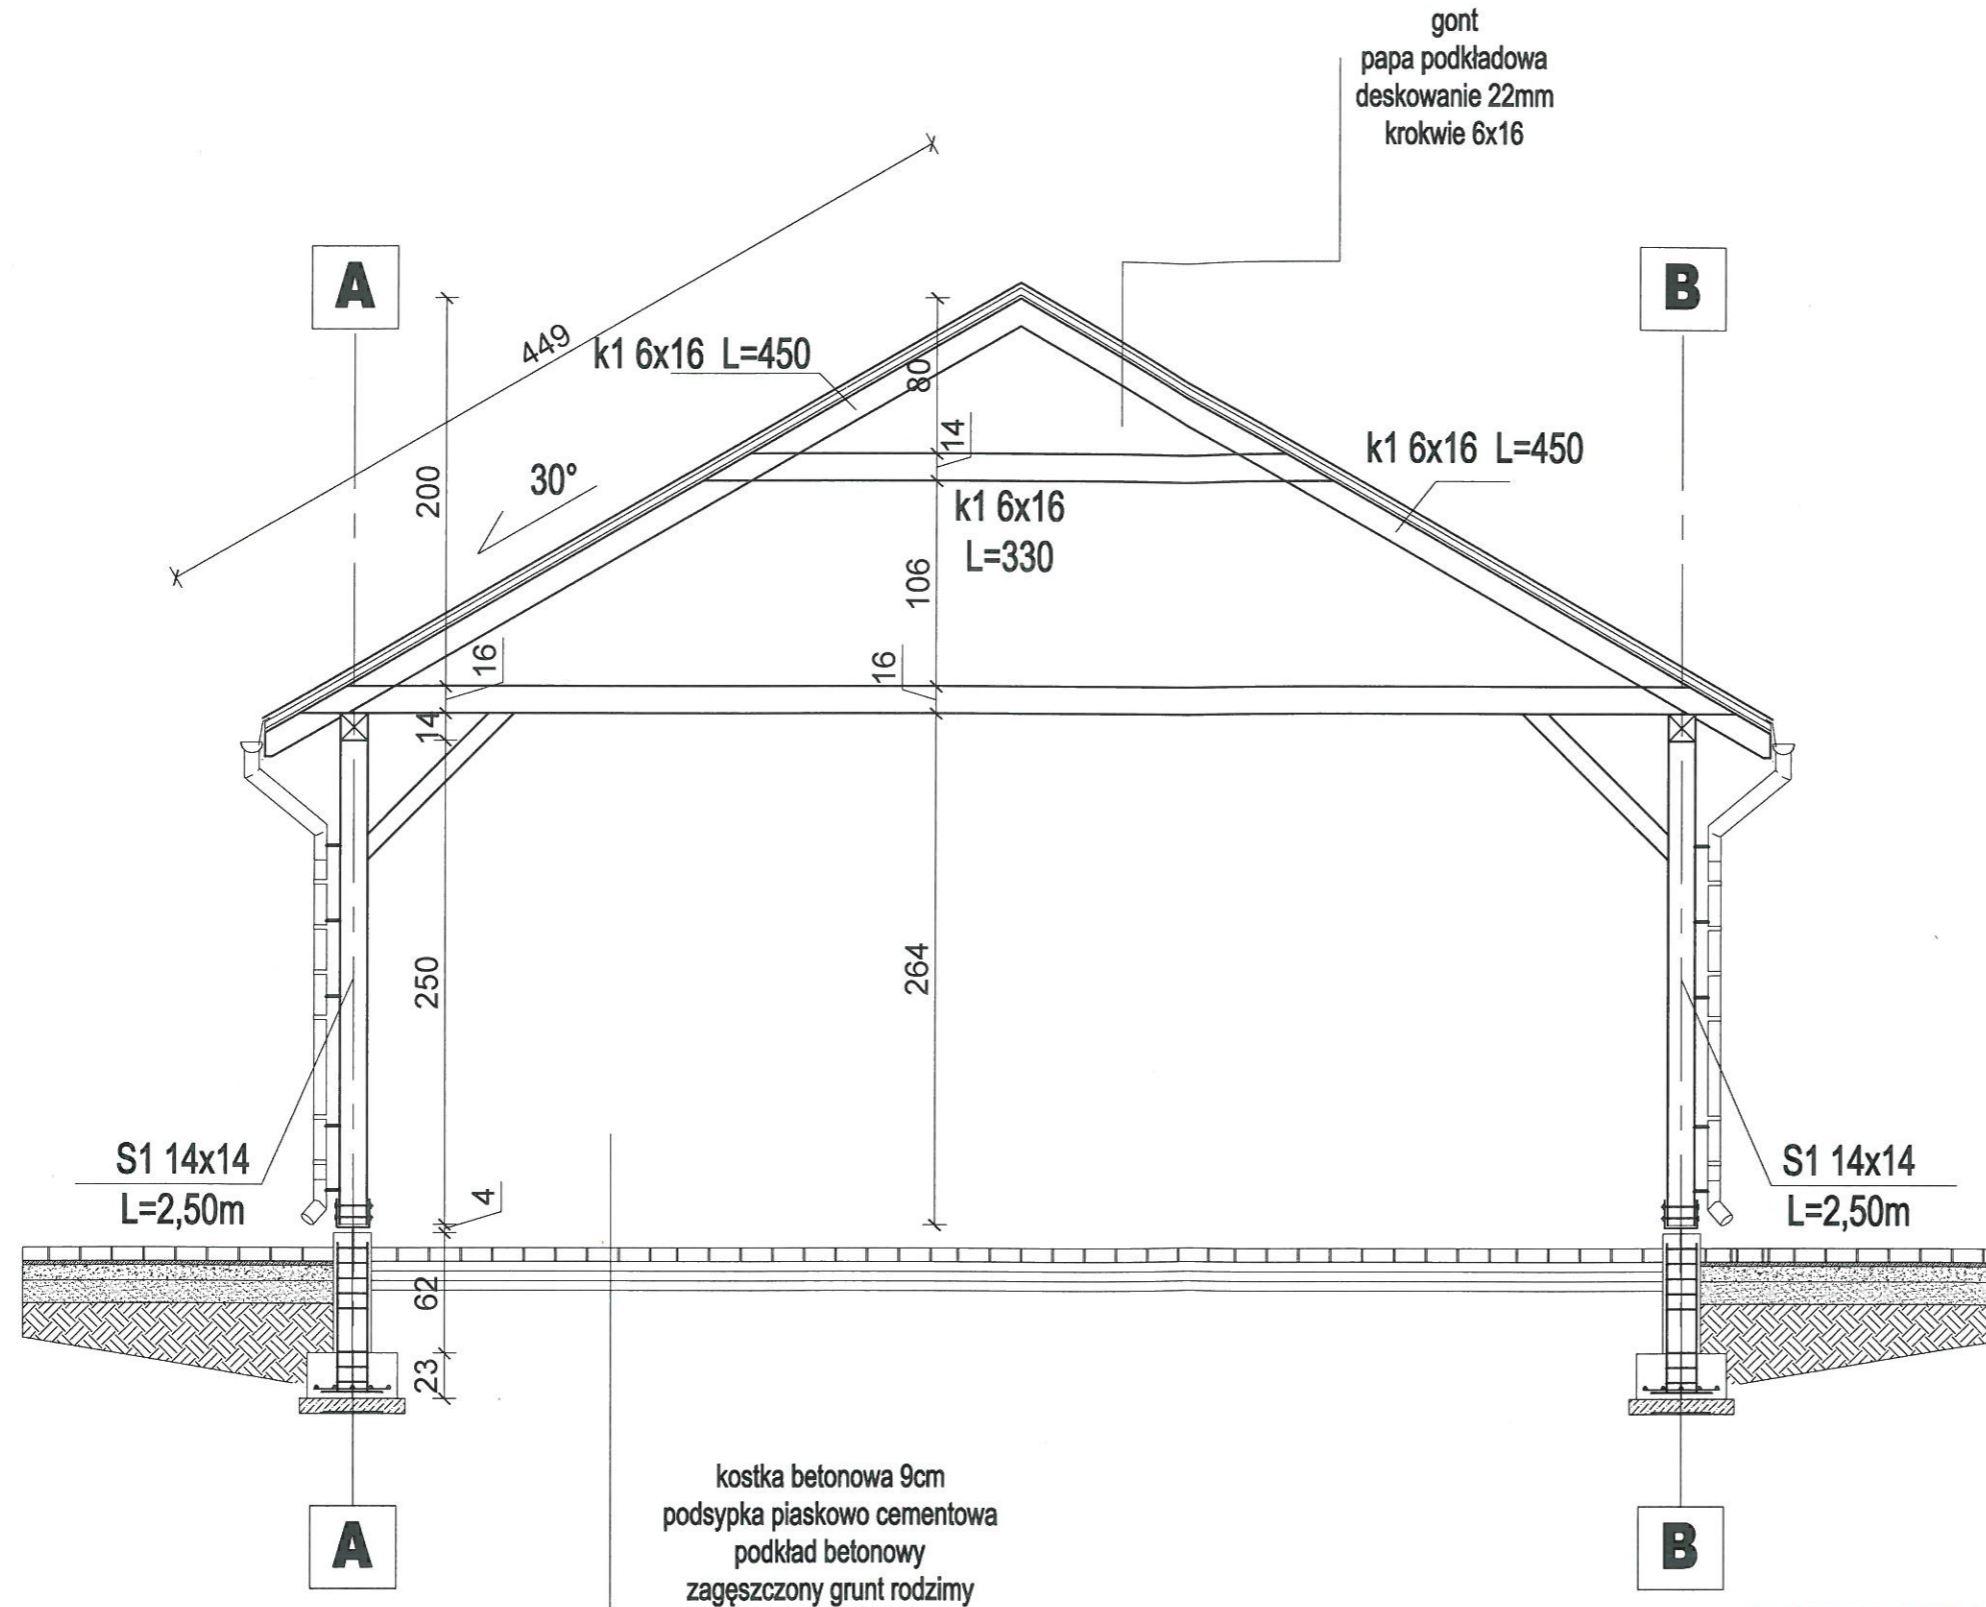 gont
papa podkładowa
deskowanie 22mm
krokwie 6x16
A
B
449
k1 6x16 L=450
80
14
k1 6x16 L=450
200
30°
k1 6x16
L=330
106
16
16
14
250
264
S1 14x14
L=2,50m
4
S1 14x14
L=2,50m
62
23
kostka betonowa 9cm
podsypka piaskowo cementowa
podkład betonowy
zagęszczony grunt rodzimy
A
B